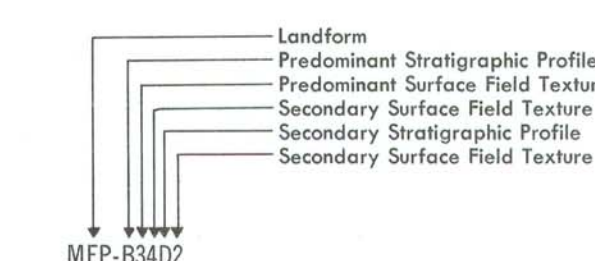 Landform
Predominant Stratigraphic Profile
Predominant Surface Field
Secondary Surface Field Texture
Secondary Stratigraphic Profile
Secondary Surface Field Texture
MFP-B34D2